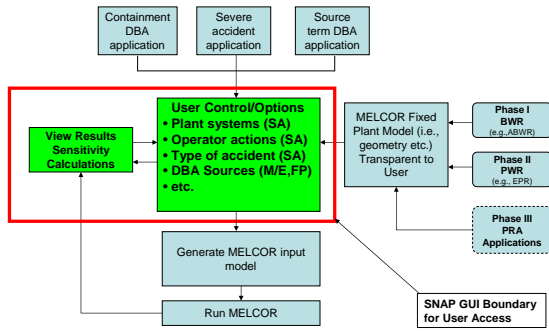 Containment
DBA
application
Severe
accident
application
Source
term DBA
application
User Control/Options
• Plant systems (SA)
• Operator actions (SA)
• Type of accident (SA)
• DBA Sources (M/E,FP)
• etc.
View Results
Sensitivity
Calculations
MELCOR Fixed
Plant Model (i.e.,
geometry etc.)
Transparent to
User
Phase I
BWR
(e.g.,ABWR)
Phase II
PWR
(e.g., EPR)
Phase III
PRA
Applications
Generate MELCOR input
model
Run MELCOR
SNAP GUI Boundary
for User Access